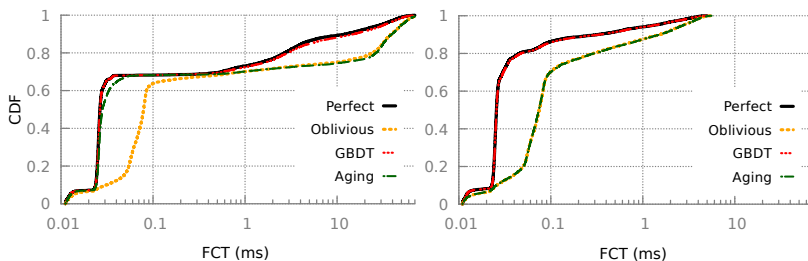 1
0.8
0.6
0.4
0.2
0
CDF
0.01
0.1
1
10
FCT (ms)
Perfect
Oblivious
GBDT
Aging
1
0.8
0.6
0.4
0.2
0
0.01
0.1
1
10
FCT (ms)
Perfect
Oblivious
GBDT
Aging